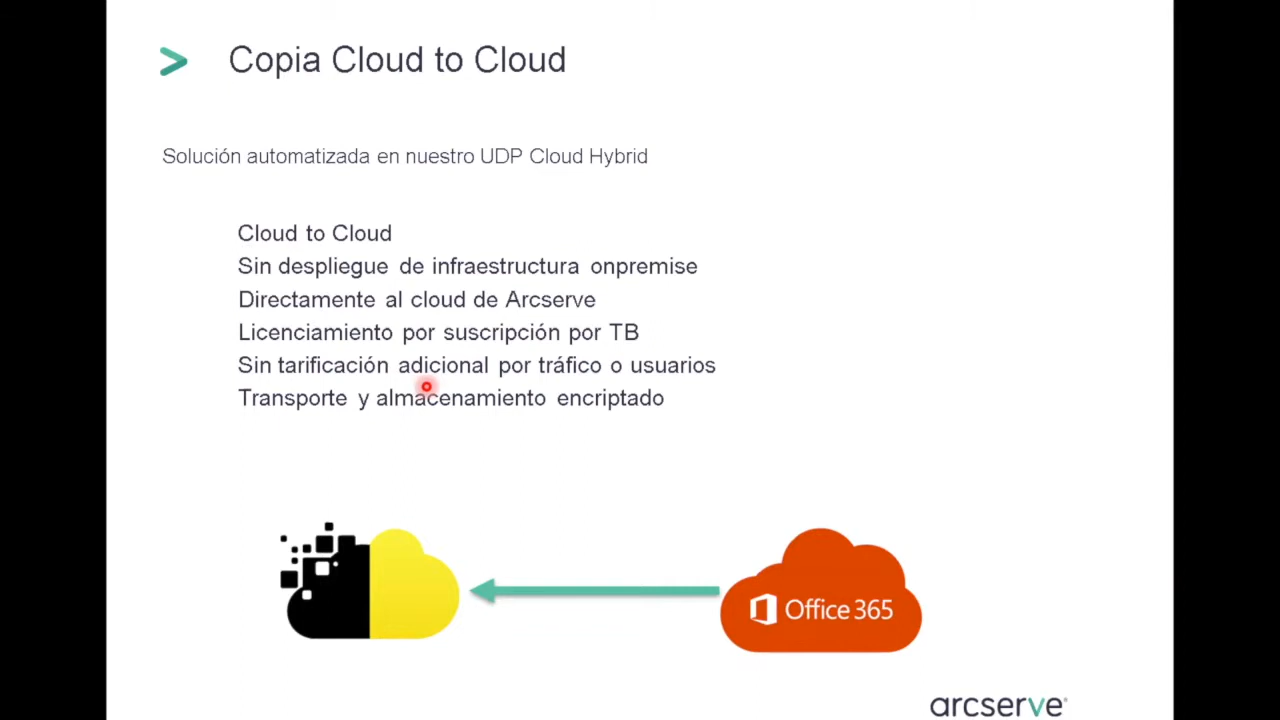 Copia Cloud to Cloud
Solución automatizada en nuestro UDP Cloud Hybrid
Cloud to Cloud
Sin despliegue de infraestructura onpremise
Directamente al cloud de Arcserve
Licenciamiento por suscripción por TB
Sin tarificación adicional por tráfico o usuarios
Transporte y almacenamiento encriptado
Office 365
arcserve®